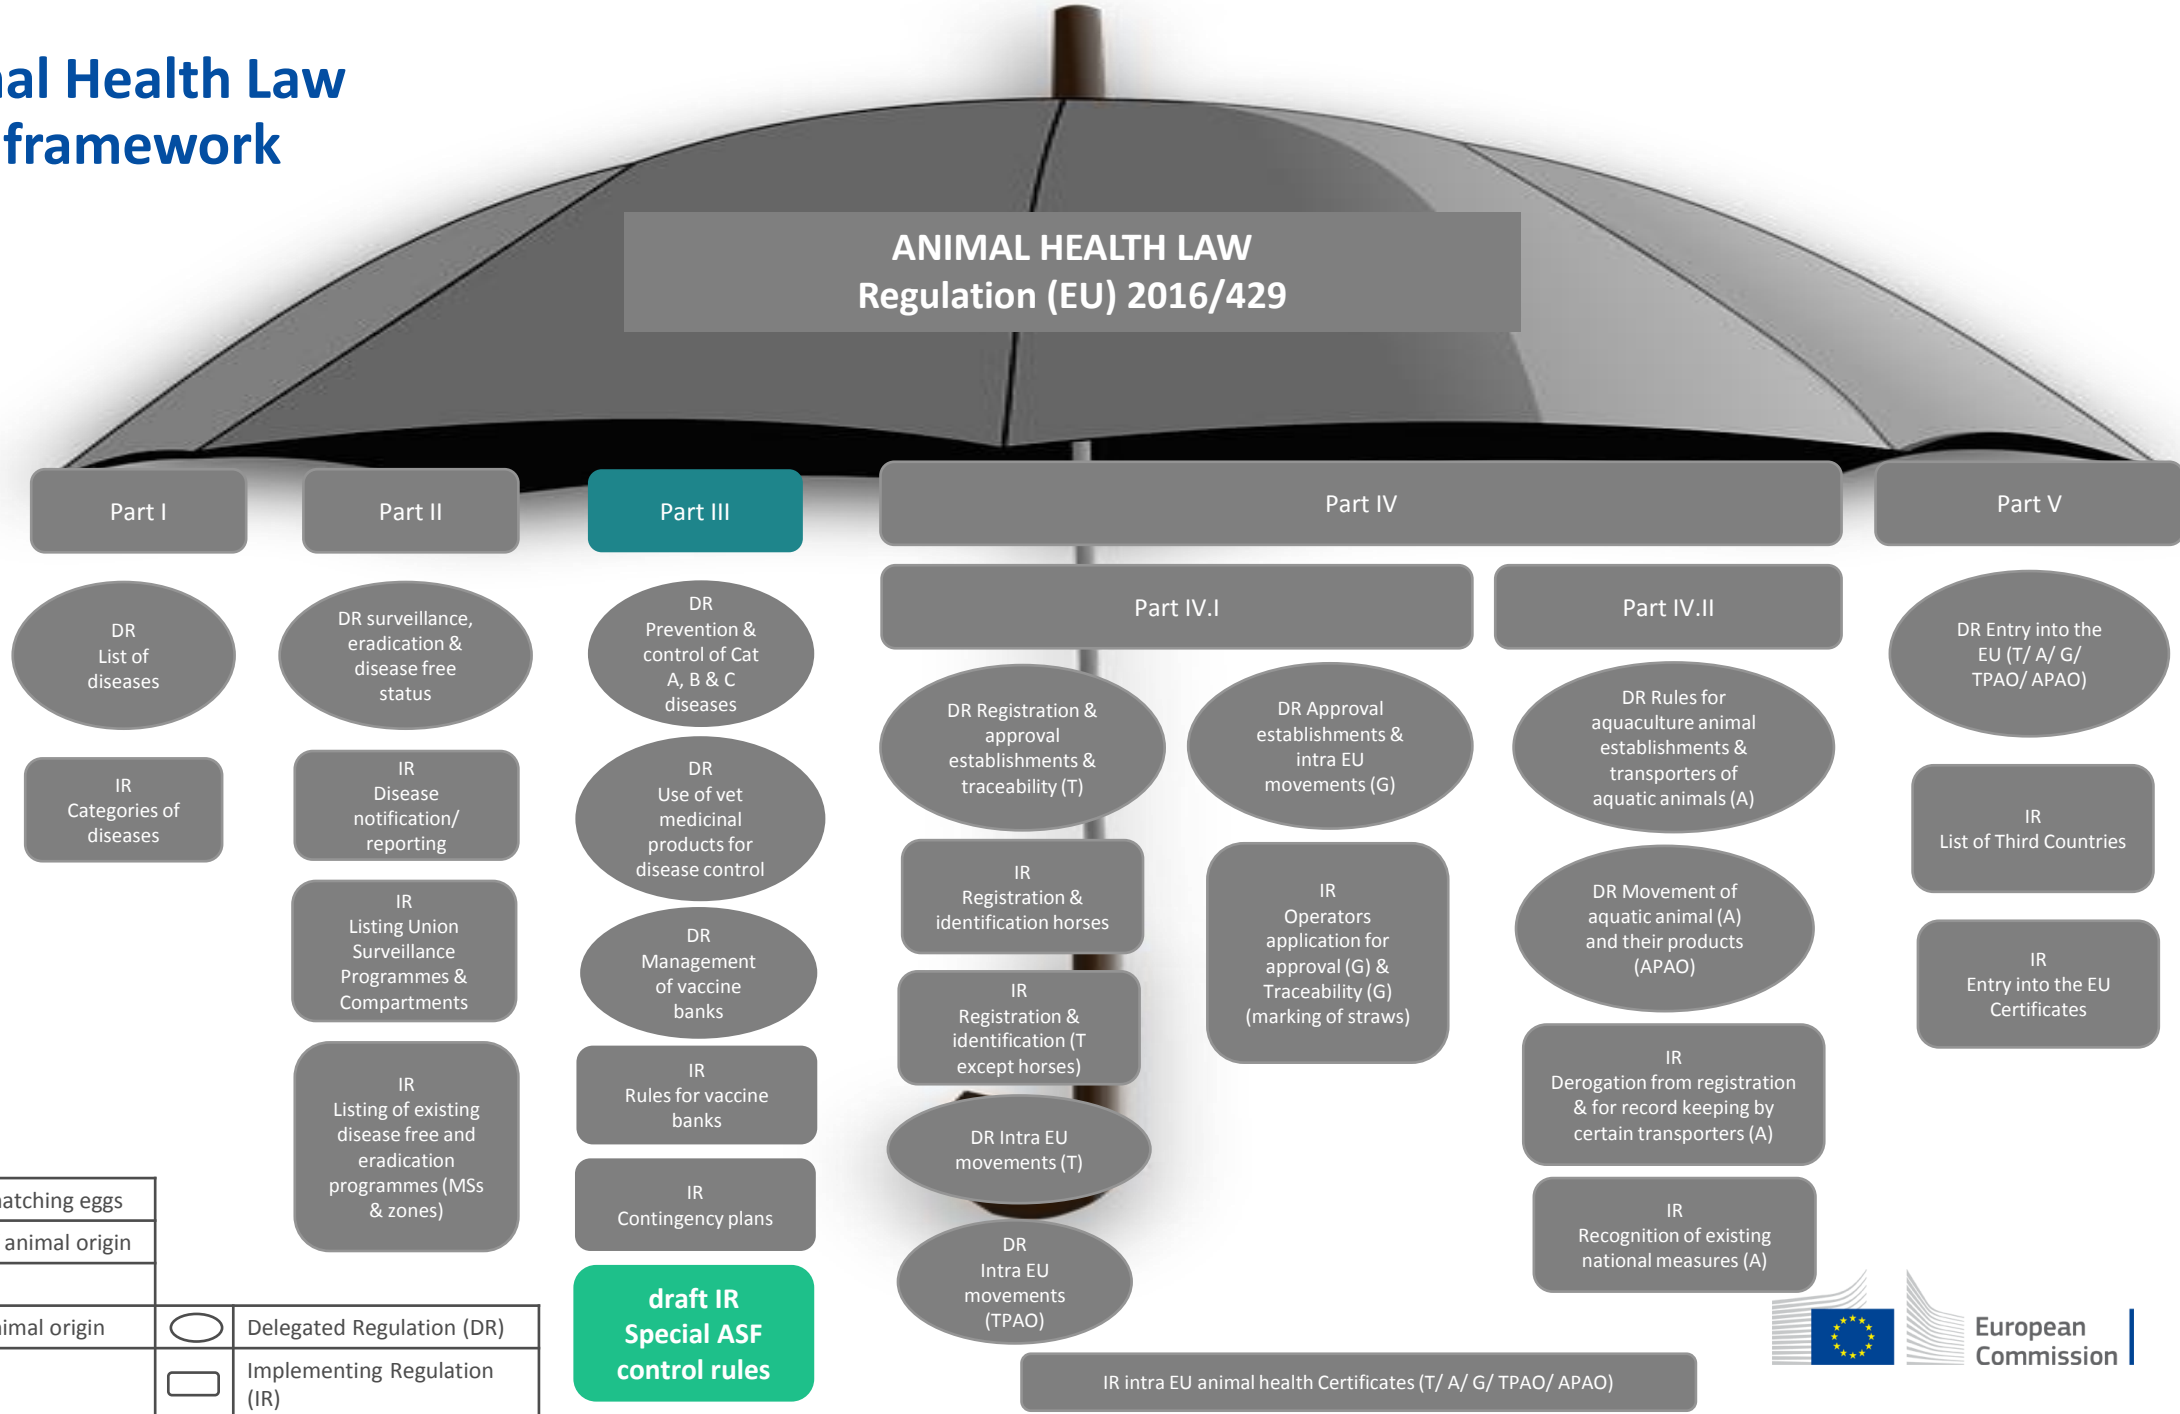 nal Health Law
framework
ANIMAL HEALTH LAW
Regulation (EU) 2016/429
Part I
Part II
Part III
Part IV
Part V
Part IV.I
Part IV.II
DR
List of
diseases
IR
Categories of
diseases
DR surveillance,
eradication &
disease free
status
IR
Disease
notification/
reporting
IR
Listing Union
Surveillance
Programmes &
Compartments
IR
Listing of existing
disease free and
eradication
programmes (MSs
& zones)
DR
Prevention &
control of Cat
A, B & C
diseases
DR
Use of vet
medicinal
products for
disease control
DR
Management
of vaccine
banks
IR
Rules for vaccine
banks
IR
Contingency plans
draft IR
Special ASF
control rules
DR Registration &
approval
establishments &
traceability (T)
IR
Registration &
identification horses
IR
Registration &
identification (T
except horses)
DR Intra EU
movements (T)
DR
Intra EU
movements
(TPAO)
DR Approval
establishments &
intra EU
movements (G)
IR
Operators
application for
approval (G) &
Traceability (G)
(marking of straws)
DR Rules for
aquaculture animal
establishments &
transporters of
aquatic animals (A)
DR Movement of
aquatic animal (A)
and their products
(APAO)
IR
Derogation from registration
& for record keeping by
certain transporters (A)
IR
Recognition of existing
national measures (A)
DR Entry into the
EU (T/ A/ G/
TPAO/ APAO)
IR
List of Third Countries
IR
Entry into the EU
Certificates
IR intra EU animal health Certificates (T/ A/ G/ TPAO/ APAO)
hatching eggs
animal origin
nimal origin
Delegated Regulation (DR)
Implementing Regulation
(IR)
European
Commission